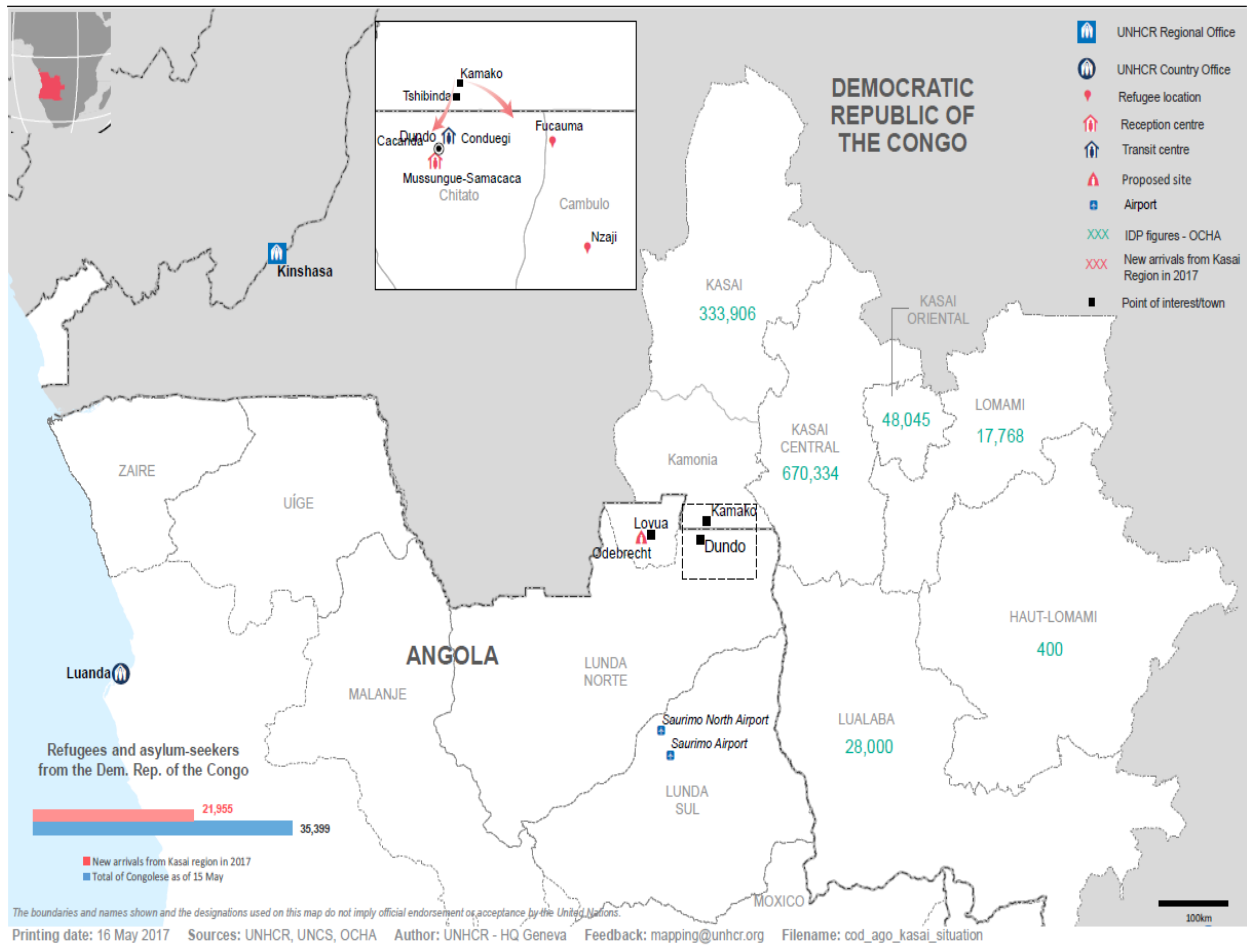 Kamako
Tshibinda
Dundo
Cacanda
Conduegi
Fucauma
Mussungue-Samacaca
Chitato
Cambulo
Nzaji
DEMOCRATIC
REPUBLIC OF
THE CONGO
UNHCR Regional Office
UNHCR Country Office
Refugee location
Reception centre
Transit centre
Proposed site
Airport
XXX IDP figures - OCHA
XXX New arrivals from Kasai
Region in 2017
Point of interest/town
Kinshasa
KASAI
333,906
KASAI
ORIENTAL
48,045
LOMAMI
17,768
KASAI
CENTRAL
670,334
Kamonia
ZAIRE
UÍGE
Kamako
Lovua
Odebrecht
Dundo
HAUT-LOMAMI
400
ANGOLA
LUNDA
NORTE
Luanda
MALANJE
LUALABA
28,000
Saurimo North Airport
Saurimo Airport
LUNDA
SUL
MOXICO
Refugees and asylum-seekers
from the Dem. Rep. of the Congo
21,955
35,399
New arrivals from Kasai region in 2017
Total of Congolese as of 15 May
The boundaries and names shown and the designations used on this map do not imply official endorsement or acceptance by the United Nations.
100km
Printing date: 16 May 2017 Sources: UNHCR, UNCS, OCHA Author: UNHCR - HQ Geneva Feedback: mapping@unhcr.org Filename: cod_ago_kasai_situation